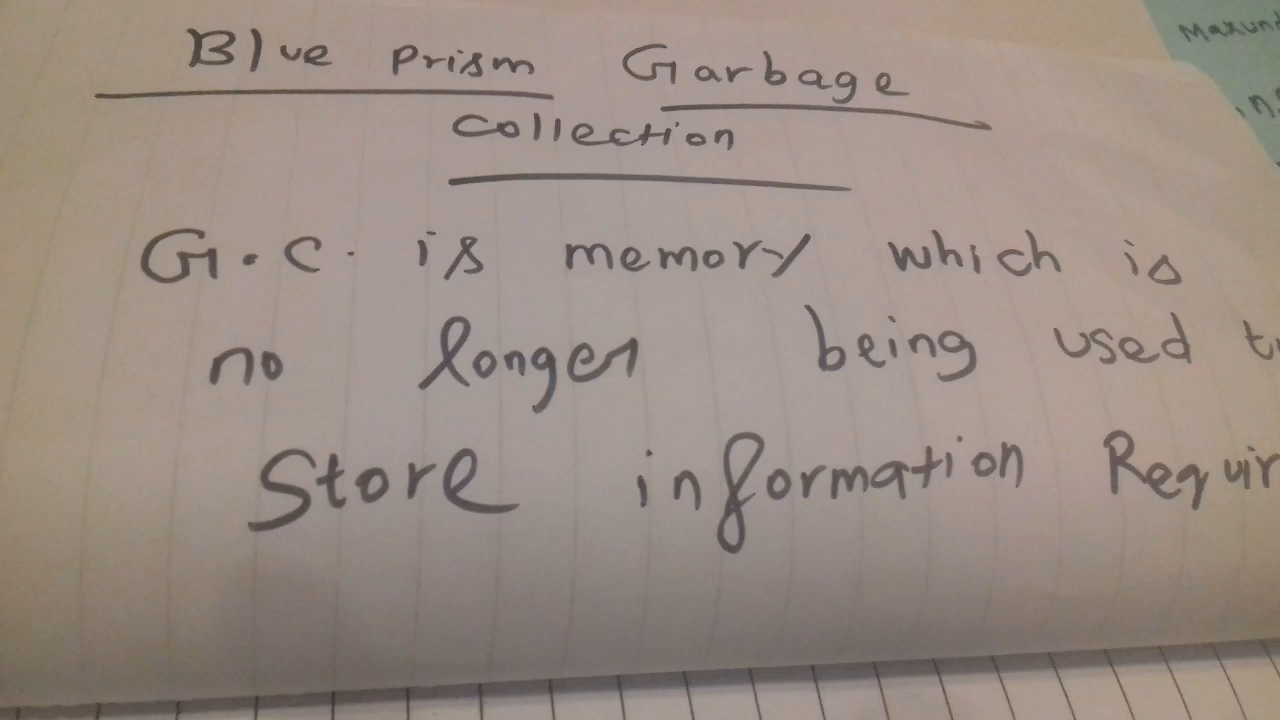 Blue Prism Garbage
Collection
G.C. is memory which is
no longer being used
Store information